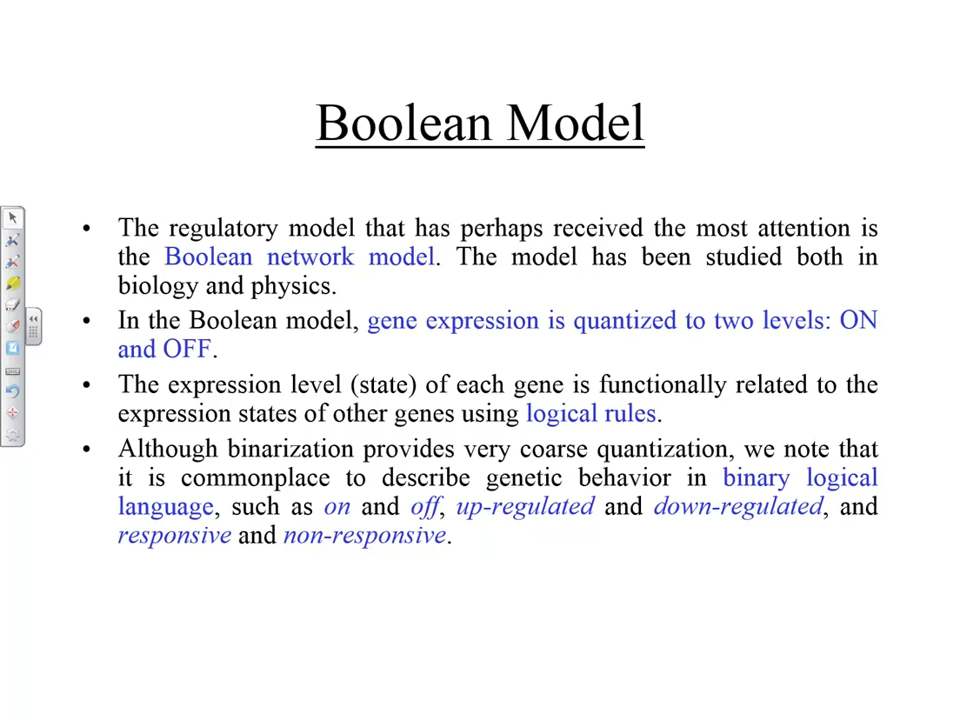 Boolean Model
• The regulatory model that has perhaps received the most attention is
the Boolean network model. The model has been studied both in
biology and physics.
• In the Boolean model, gene expression is quantized to two levels: ON
and OFF.
• The expression level (state) of each gene is functionally related to the
expression states of other genes using logical rules.
• Although binarization provides very coarse quantization, we note that
it is commonplace to describe genetic behavior in binary logical
language, such as on and off, up-regulated and down-regulated, and
responsive and non-responsive.